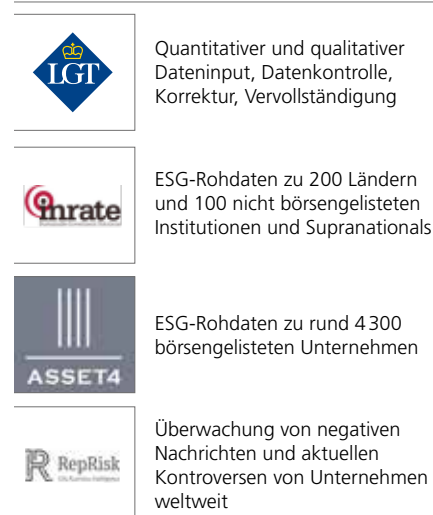 LGT
Quantitativer und qualitativer
Dateninput, Datenkontrolle,
Korrektur, Vervollständigung
inrate
ESG-Rohdaten zu 200 Ländern
und 100 nicht börsengelisteten
Institutionen und Supranationals
ASSET4
ESG-Rohdaten zu rund 4 300
börsengelisteten Unternehmen
RepRisk
Überwachung von negativen
Nachrichten und aktuellen
Kontroversen von Unternehmen
weltweit